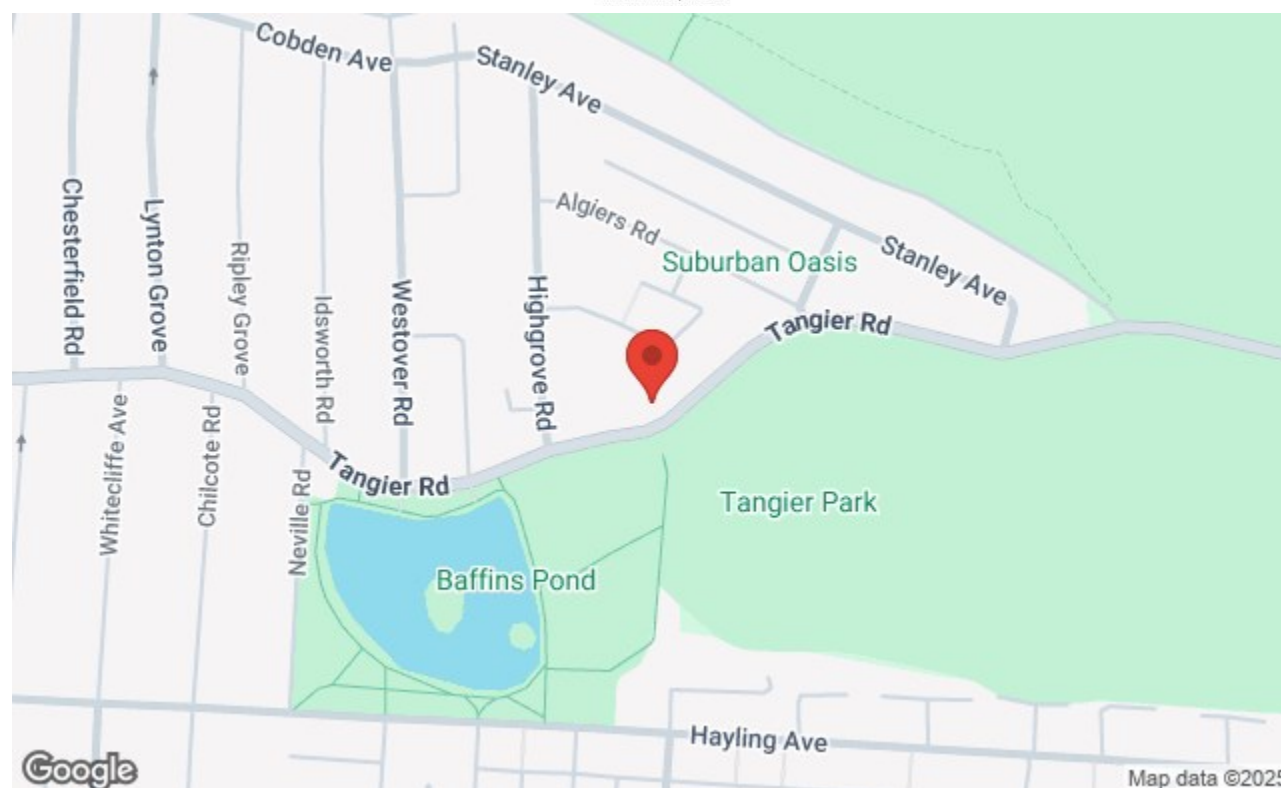 Cobden Ave
Stanley Ave
Chesterfield Rd
Lynton Grove
Ripley Grove
Idsworth Rd
Westover Rd
Highgrove Rd
Algiers Rd
Suburban Oasis
Stanley Ave
Tangier Rd
Whitecliffe Ave
Chilcote Rd
Neville Rd
Tangier Rd
Tangier Park
Baffins Pond
Hayling Ave
Google
Map data ©2025